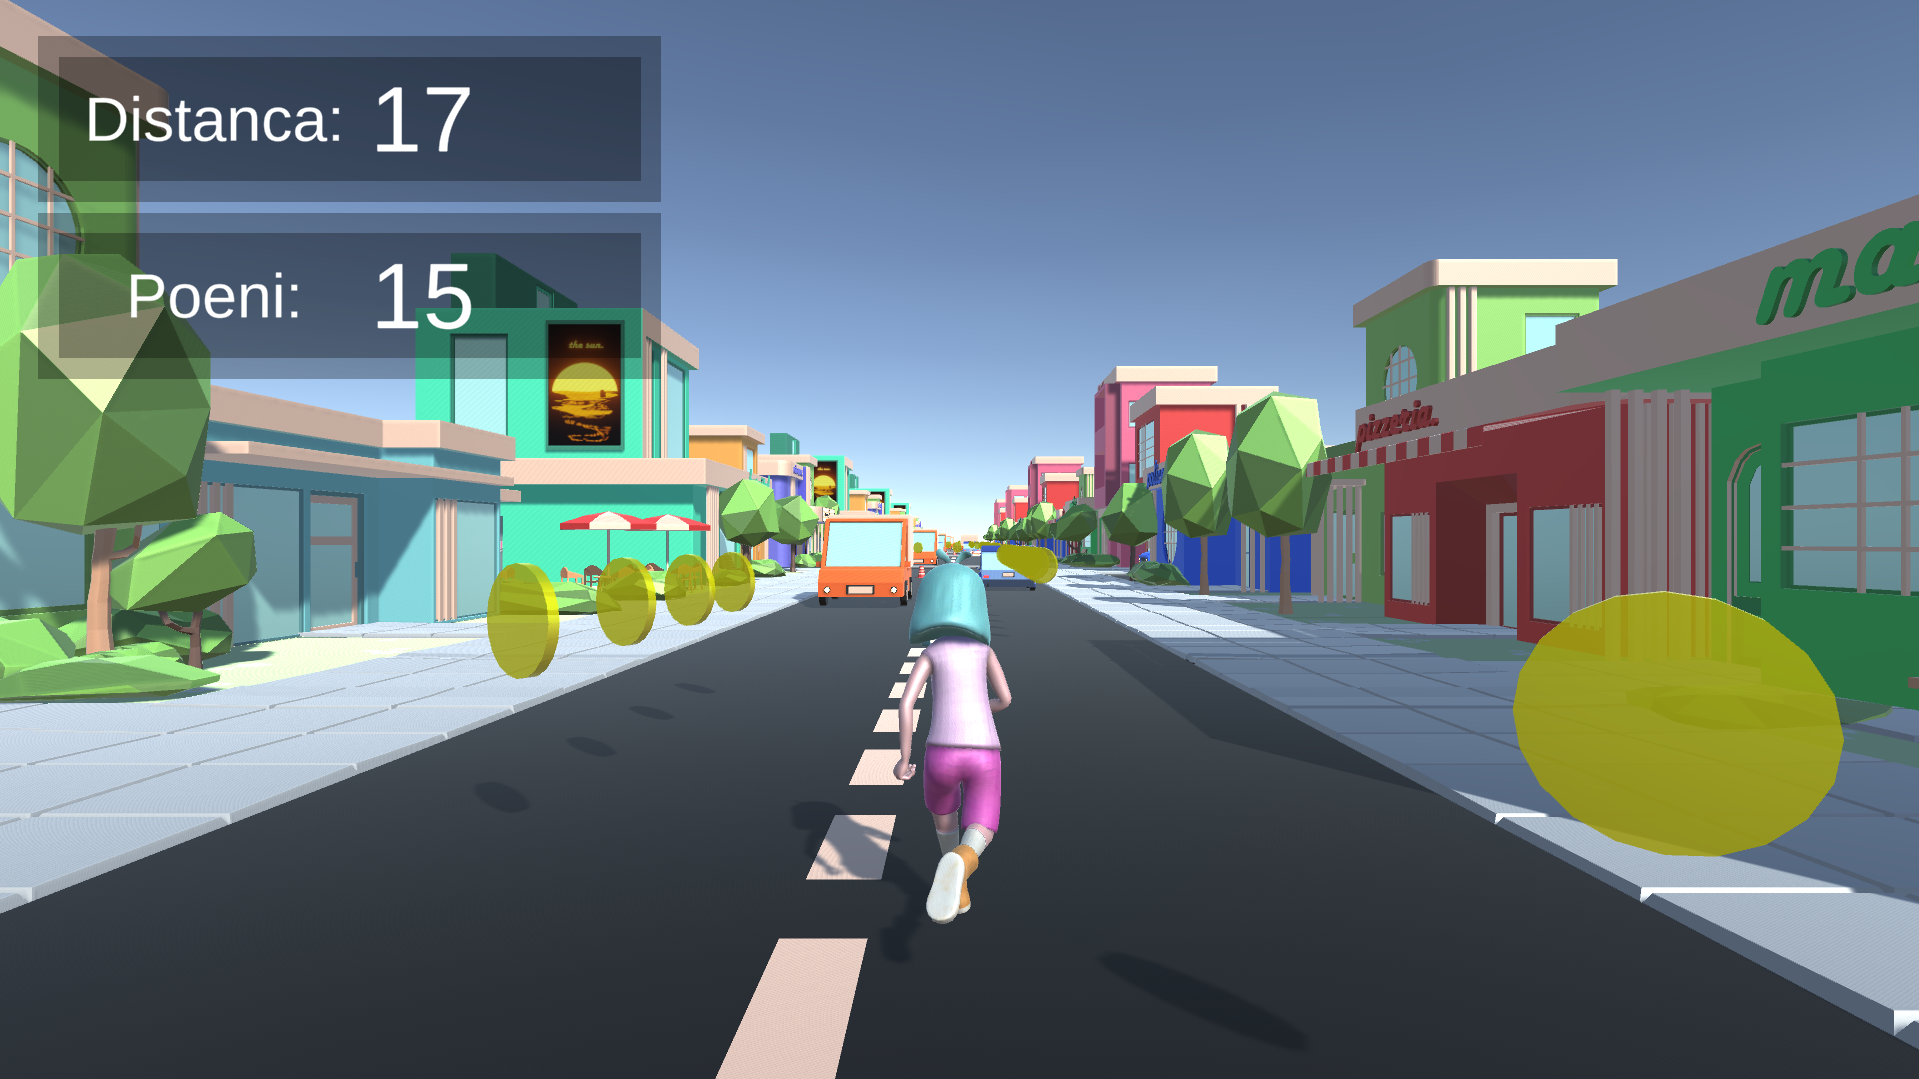 Distanca: 17
Poeni: 15
the sun.
pizzeria.
ma